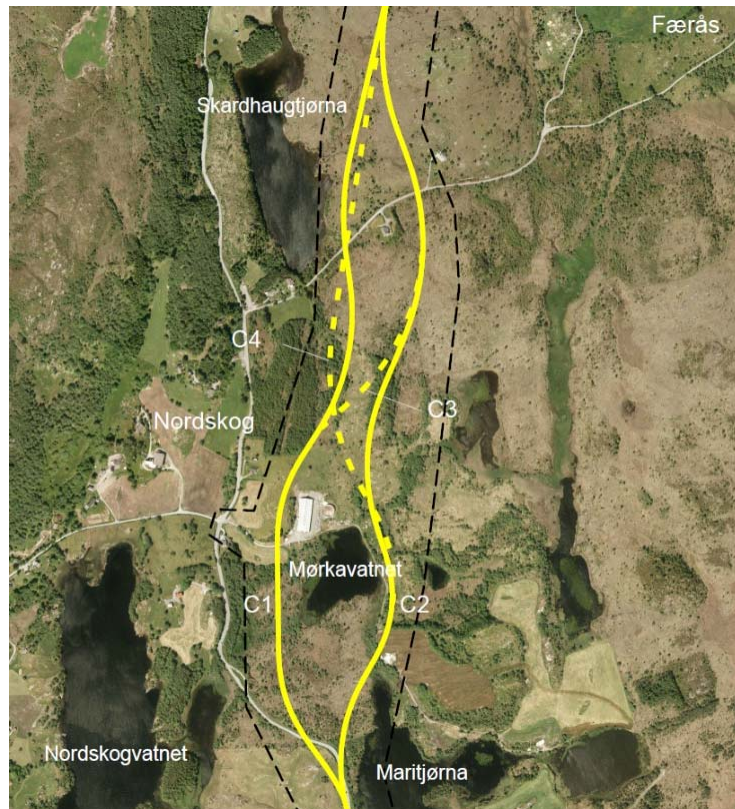 Færås
Skardhaugtjørna
C4
C3
Nordskog
Mørkavatnet
C1
C2
Nordskogvatnet
Maritjørna